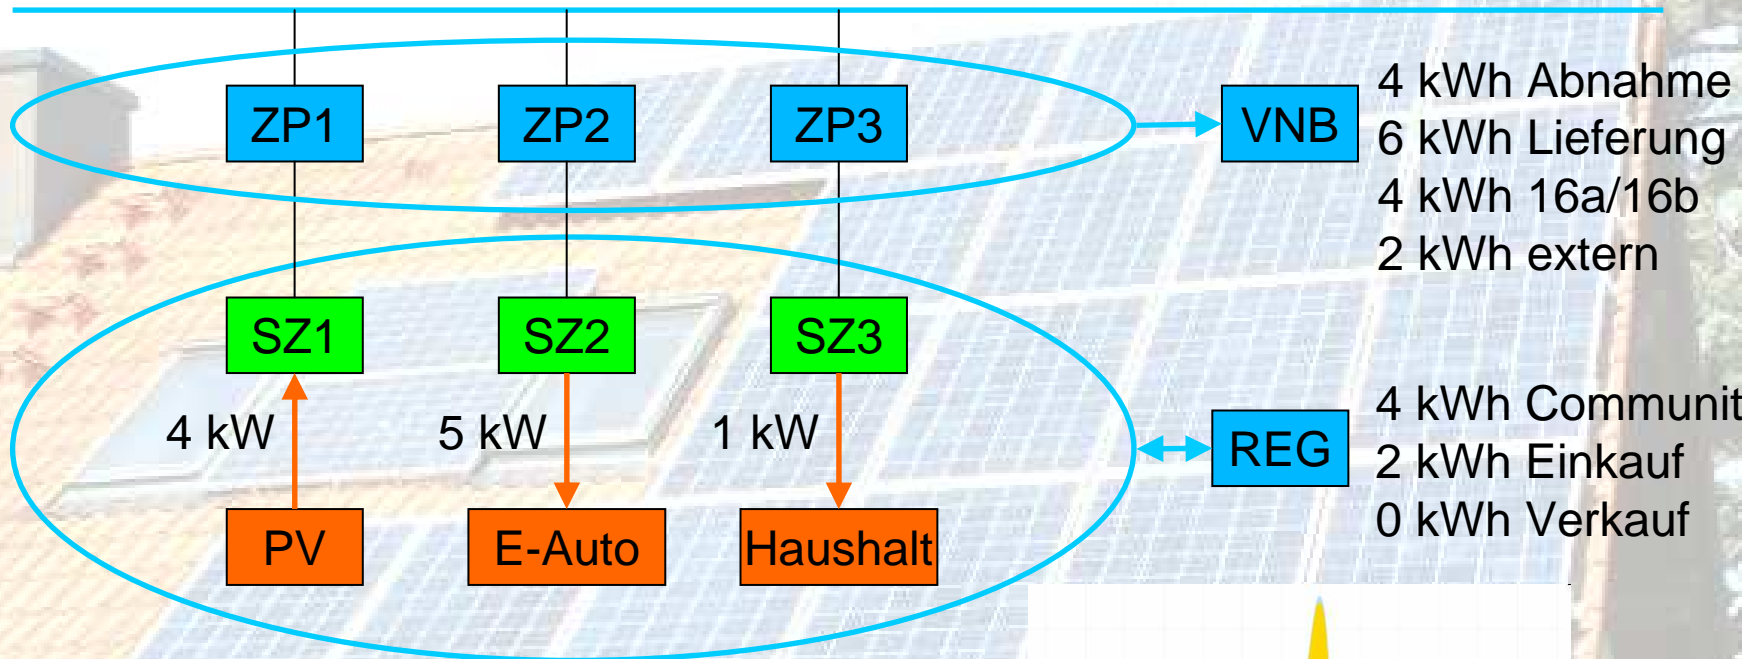 ZP1 ZP2 ZP3 VNB
4 kWh Abnahme
6 kWh Lieferung
4 kWh 16a/16b
2 kWh extern
SZ1 SZ2 SZ3
4 kW 5 kW 1 kW
REG
4 kWh Communit
2 kWh Einkauf
0 kWh Verkauf
PV E-Auto Haushalt